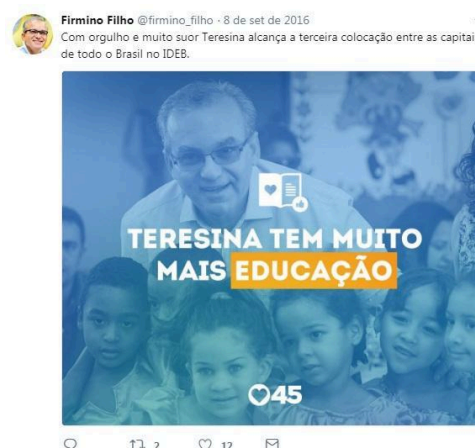 Firmino Filho @firmino_filho · 8 de set de 2016
Com orgulho e muito suor Teresina alcança a terceira colocação entre as capitai
de todo o Brasil no IDEB.
TERESINA TEM MUITO
MAIS EDUCAÇÃO
45
2 12